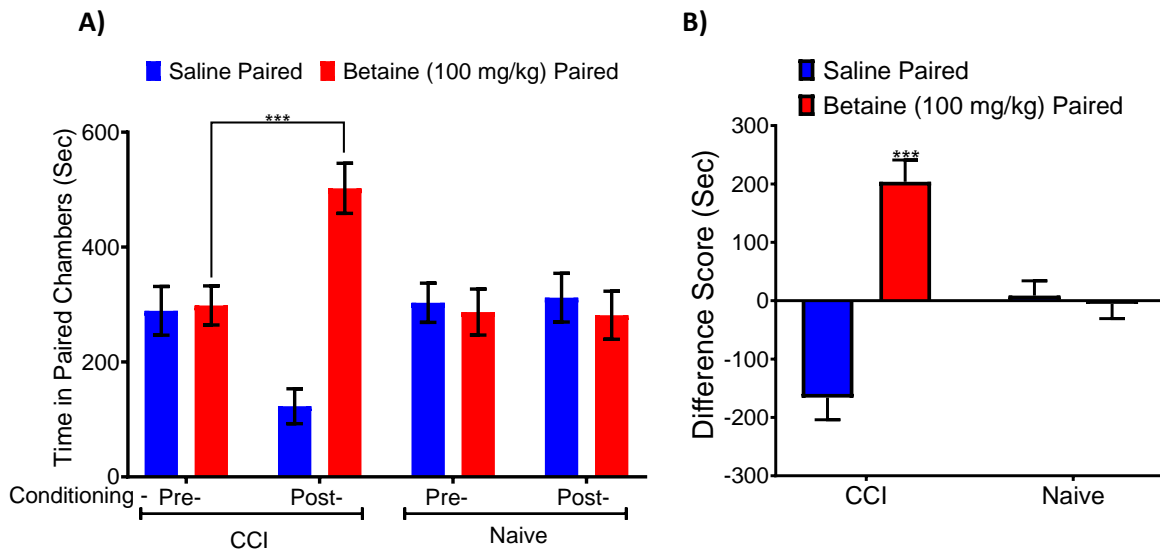 A)
Saline Paired Betaine (100 mg/kg) Paired
***
Time in Paired Chambers (Sec)
600
400
200
0
Conditioning - Pre- Post- Pre- Post-
CCI Naive
B)
Saline Paired
Betaine (100 mg/kg) Paired
***
Difference Score (Sec)
300
200
100
0
-100
-200
-300
CCI Naive